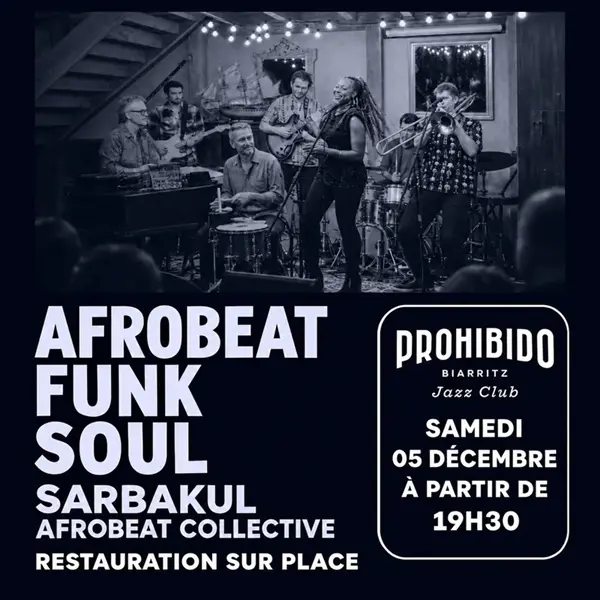 AFROBEAT
FUNK
SOUL
SARBAKUL
AFROBEAT COLLECTIVE
RESTAURATION SUR PLACE
PROHIBIDO
BIARRITZ
Jazz Club
SAMEDI
05 DÉCEMBRE
À PARTIR DE
19H30